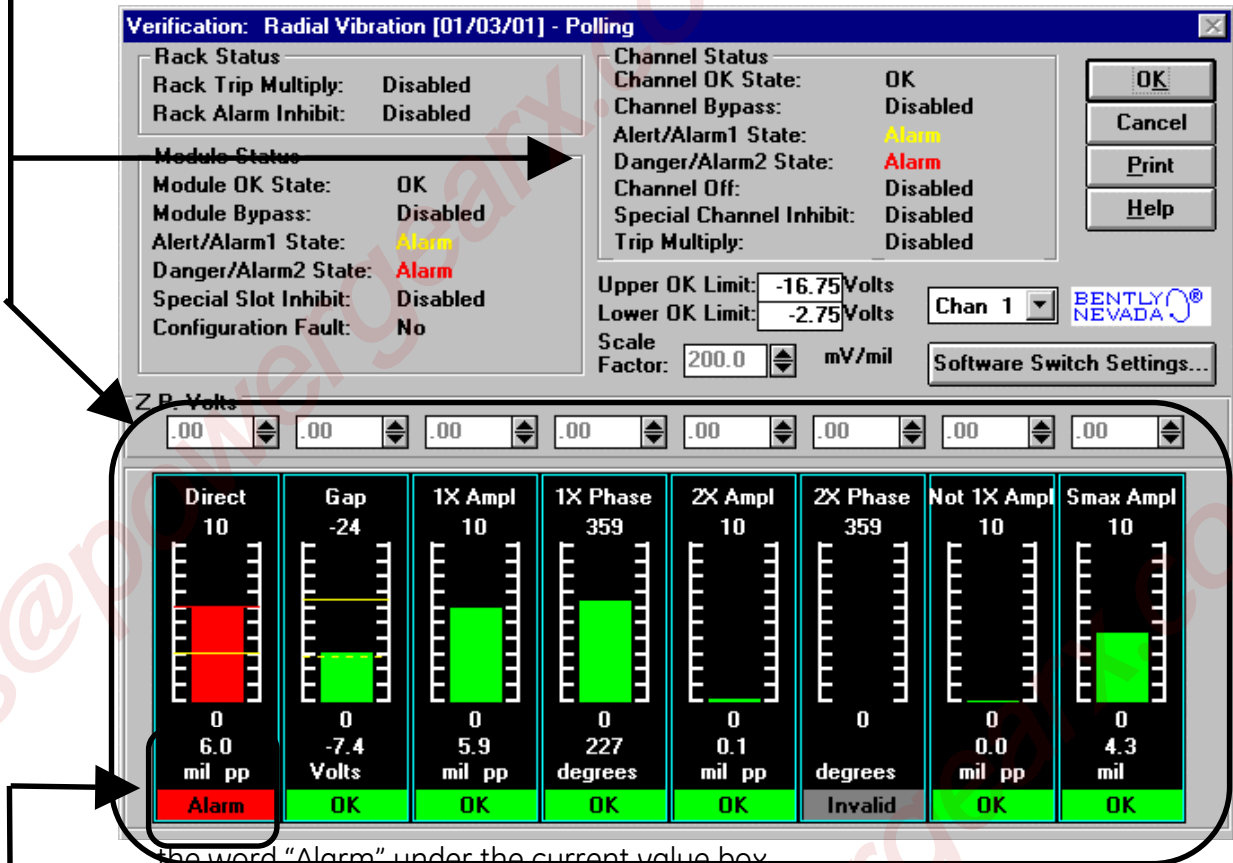 Verification: Radial Vibration [01/03/01] - Polling
Rack Status
Rack Trip Multiply: Disabled
Rack Alarm Inhibit: Disabled
Module Status
Module OK State: OK
Module Bypass: Disabled
Alert/Alarm1 State: Alarm
Danger/Alarm2 State: Alarm
Special Slot Inhibit: Disabled
Configuration Fault: No
Channel Status
Channel OK State: OK
Channel Bypass: Disabled
Alert/Alarm1 State: Alarm
Danger/Alarm2 State: Alarm
Channel Off: Disabled
Special Channel Inhibit: Disabled
Trip Multiply: Disabled
OK
Cancel
Print
Help
Upper OK Limit: -16.75 Volts
Lower OK Limit: -2.75 Volts
Scale
Factor: 200.0 mV/mil
Chan 1
BENTLY
NEVADA ®
Software Switch Settings...
Z.P. Volts
.00 .00 .00 .00 .00 .00 .00 .00
Direct Gap 1X Ampl 1X Phase 2X Ampl 2X Phase Not 1X Ampl Smax Ampl
10 -24 10 359 10 359 10 10
0 0 0 0 0 0 0 0
6.0 -7.4 5.9 227 0.1 0.0 4.3
mil pp Volts mil pp degrees mil pp degrees mil pp mil
Alarm OK OK OK OK Invalid OK OK
the word "Alarm" under the current value box
@powergearx.co